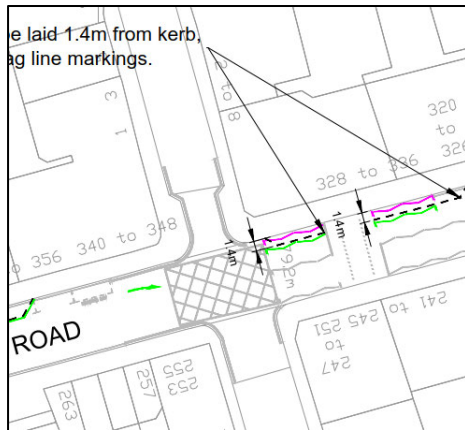 be laid 1.4m from kerb,
ag line markings.
3
1
2 to 8
320
to
326
328 to 336
356 340 to 348
1.4m
1.4m
ROAD
263
257
255
253
251 245 to 241
to
247